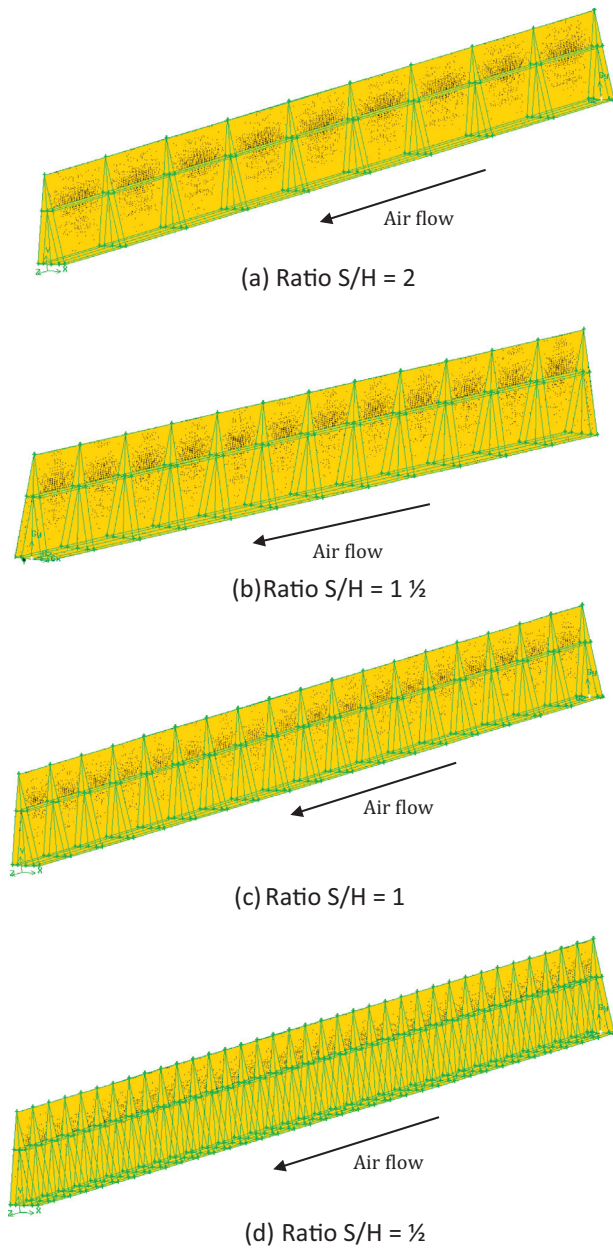 Air flow
(a) Ratio S/H = 2
Air flow
(b)Ratio S/H = 1 ½
Air flow
(c) Ratio S/H = 1
Air flow
(d) Ratio S/H = ½